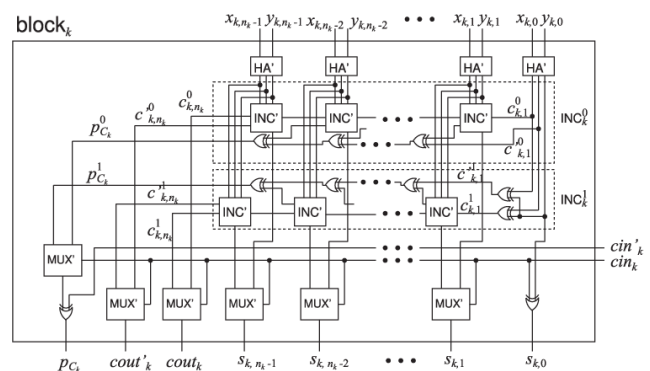 block_k
x_{k,n_k-1} y_{k,n_k-1} x_{k,n_k-2} y_{k,n_k-2} • • • x_{k,1} y_{k,1} x_{k,0} y_{k,0}
HA' HA' HA' HA'
c^0_{k,n_k} c'^0_{k,n_k} p^0_{C_k} INC' INC' • • • INC' c^0_{k,1} INC^0_k
• • • c'^0_{k,1}
p^1_{C_k} • • • c'^1_{k,1} INC^1_k
c'^1_{k,n_k} INC' INC' • • • INC' c^1_{k,1}
c^1_{k,n_k}
• • • cin'_k
MUX' • • • cin_k
MUX' MUX' MUX' MUX' MUX'
p_{C_k} cout'_k cout_k s_{k,n_k-1} s_{k,n_k-2} • • • s_{k,1} s_{k,0}